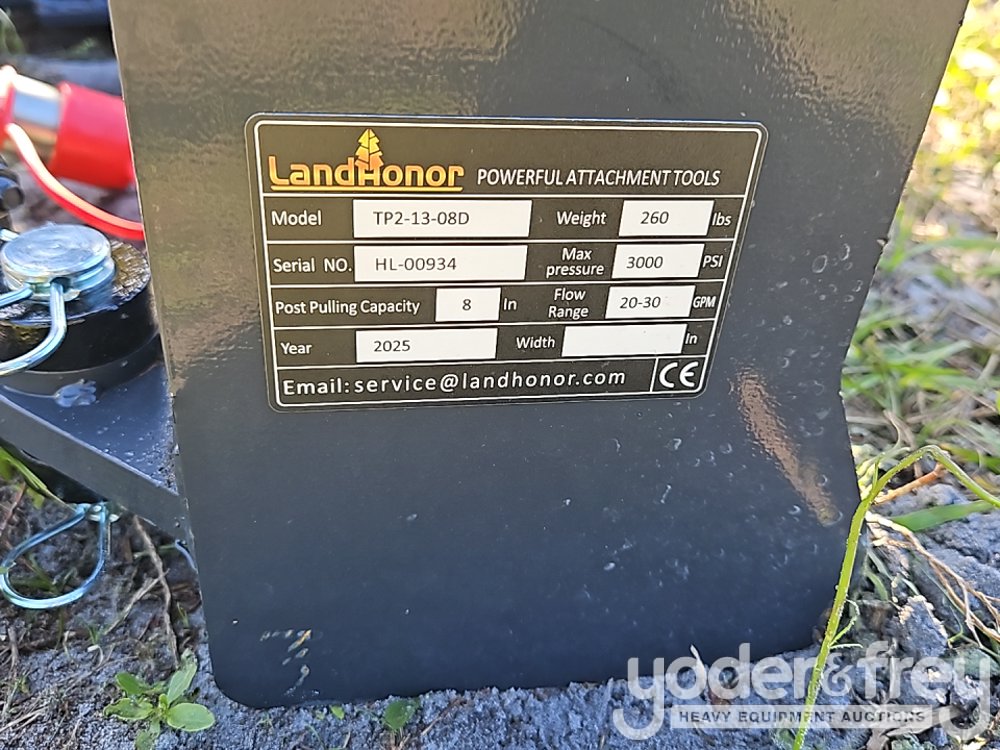 LandHonor POWERFUL ATTACHMENT TOOLS
Model TP2-13-08D Weight 260 lbs
Serial NO. HL-00934 Max pressure 3000 PSI
Post Pulling Capacity 8 In Flow Range 20-30 GPM
Year 2025 Width In
Email:service@landhonor.com CE
yoder&frey
HEAVY EQUIPMENT AUCTIONS